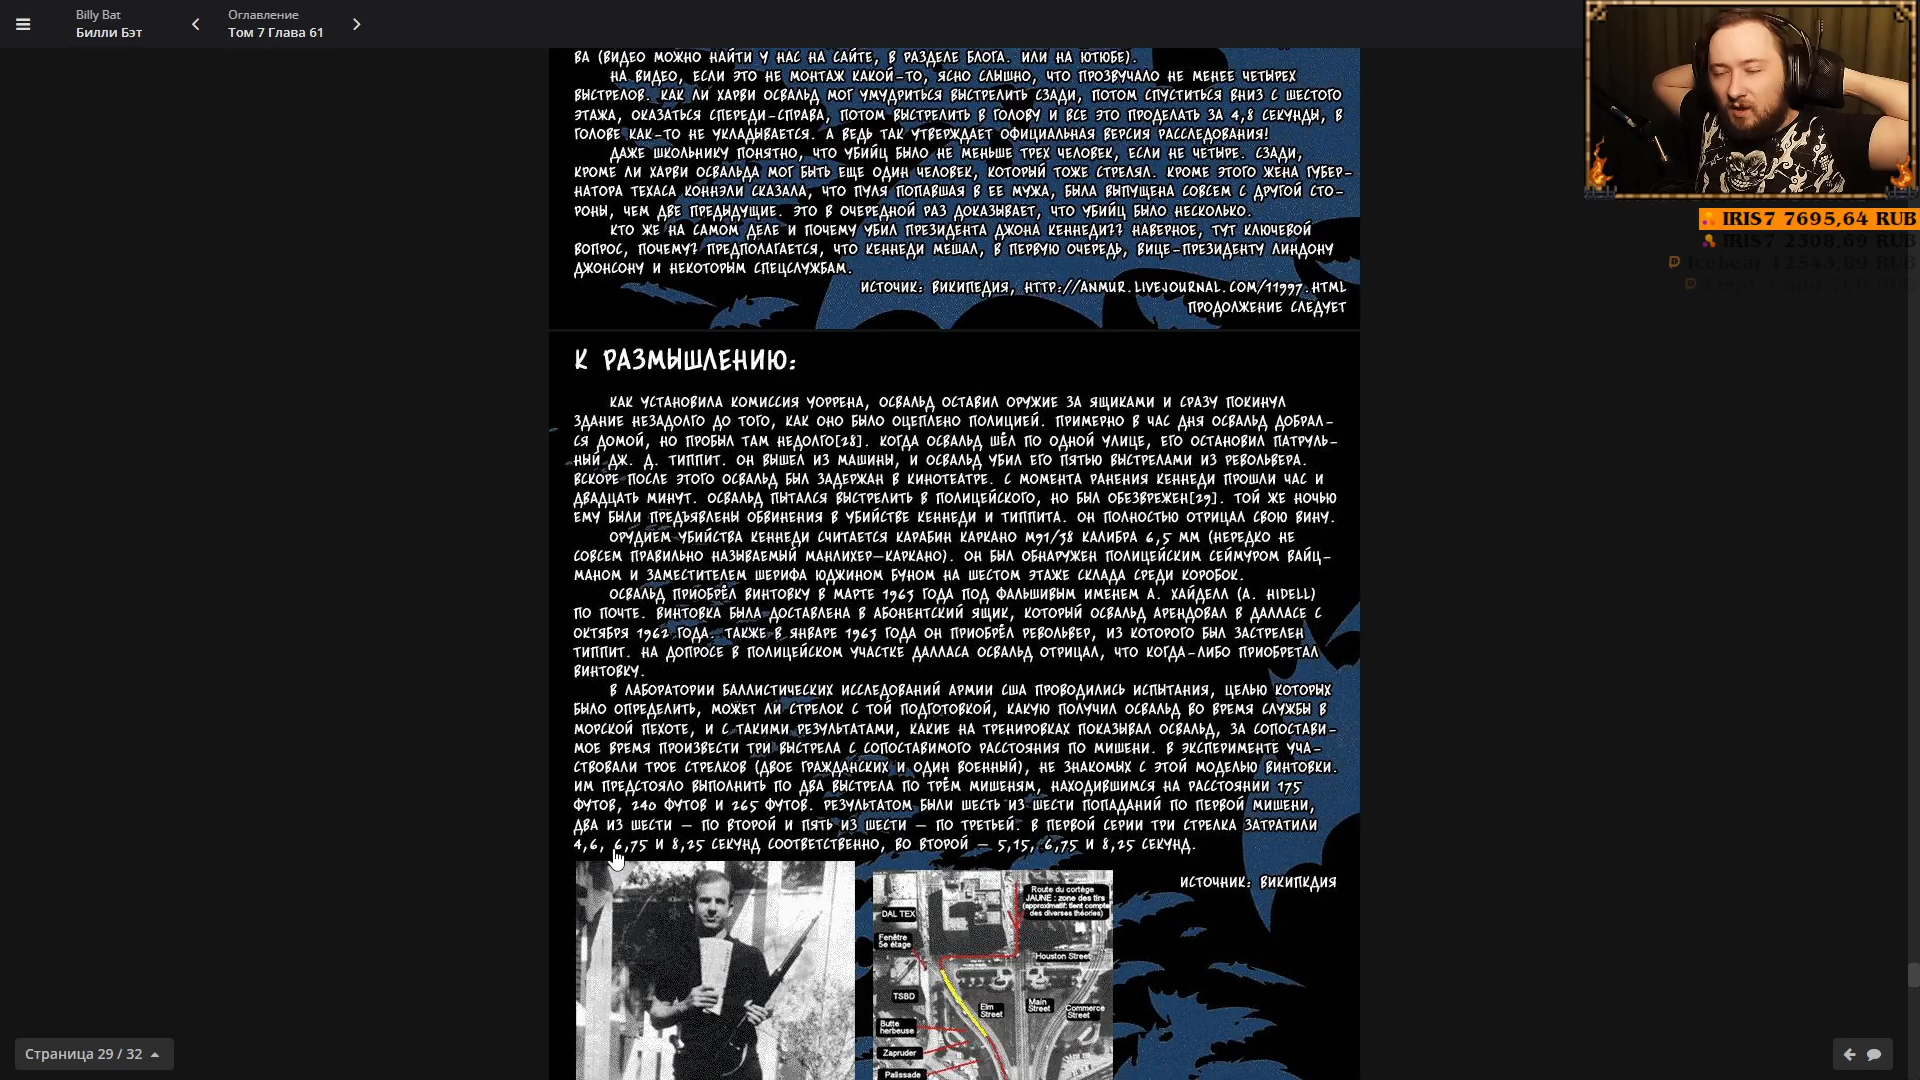 Billy Bat
Билли Бэт
Оглавление
Том 7 Глава 61
ВА (ВИДЕО МОЖНО НАЙТИ У НАС НА САЙТЕ, В РАЗДЕЛЕ БЛОГА. ИЛИ НА ЮТЮБЕ).
НА ВИДЕО, ЕСЛИ ЭТО НЕ МОНТАЖ КАКОЙ-ТО, ЯСНО СЛЫШНО, ЧТО ПРОЗВУЧАЛО НЕ МЕНЕЕ ЧЕТЫРЕХ
ВЫСТРЕЛОВ. КАК ЛИ ХАРВИ ОСВАЛЬД МОГ УМУДРИТЬСЯ ВЫСТРЕЛИТЬ СЗАДИ, ПОТОМ СПУСТИТЬСЯ ВНИЗ С ШЕСТОГО
ЭТАЖА, ОКАЗАТЬСЯ СПЕРЕДИ-СПРАВА, ПОТОМ ВЫСТРЕЛИТЬ В ГОЛОВУ И ВСЕ ЭТО ПРОДЕЛАТЬ ЗА 4,8 СЕКУНДЫ, В
ГОЛОВЕ КАК-ТО НЕ УКЛАДЫВАЕТСЯ. А ВЕДЬ ТАК УТВЕРЖДАЕТ ОФИЦИАЛЬНАЯ ВЕРСИЯ РАССЛЕДОВАНИЯ!
ДАЖЕ ШКОЛЬНИКУ ПОНЯТНО, ЧТО УБИЙЦ БЫЛО НЕ МЕНЬШЕ ТРЕХ ЧЕЛОВЕК, ЕСЛИ НЕ ЧЕТЫРЕ. СЗАДИ,
КРОМЕ ЛИ ХАРВИ ОСВАЛЬДА МОГ БЫТЬ ЕЩЕ ОДИН ЧЕЛОВЕК, КОТОРЫЙ ТОЖЕ СТРЕЛЯЛ. КРОМЕ ЭТОГО ЖЕНА ГУБЕР-
НАТОРА ТЕХАСА КОННЭЛИ СКАЗАЛА, ЧТО ПУЛЯ ПОПАВШАЯ В ЕЕ МУЖА, БЫЛА ВЫПУЩЕНА СОВСЕМ С ДРУГОЙ СТО-
РОНЫ, ЧЕМ ДВЕ ПРЕДЫДУЩИЕ. ЭТО В ОЧЕРЕДНОЙ РАЗ ДОКАЗЫВАЕТ, ЧТО УБИЙЦ БЫЛО НЕСКОЛЬКО.
КТО ЖЕ НА САМОМ ДЕЛЕ И ПОЧЕМУ УБИЛ ПРЕЗИДЕНТА ДЖОНА КЕННЕДИ?? НАВЕРНОЕ, ТУТ КЛЮЧЕВОЙ
ВОПРОС, ПОЧЕМУ? ПРЕДПОЛАГАЕТСЯ, ЧТО КЕННЕДИ МЕШАЛ, В ПЕРВУЮ ОЧЕРЕДЬ, ВИЦЕ-ПРЕЗИДЕНТУ ЛИНДОНУ
ДЖОНСОНУ И НЕКОТОРЫМ СПЕЦСЛУЖБАМ.
ИСТОЧИК: ВИКИПЕДИЯ, HTTP://ANMUR.LIVEJOURNAL.COM/11997.HTML
ПРОДОЛЖЕНИЕ СЛЕДУЕТ
К РАЗМЫШЛЕНИЮ:
КАК УСТАНОВИЛА КОМИССИЯ УОРРЕНА, ОСВАЛЬД ОСТАВИЛ ОРУЖИЕ ЗА ЯЩИКАМИ И СРАЗУ ПОКИНУЛ
ЗДАНИЕ НЕЗАДОЛГО ДО ТОГО, КАК ОНО БЫЛО ОЦЕПЛЕНО ПОЛИЦИЕЙ. ПРИМЕРНО В ЧАС ДНЯ ОСВАЛЬД ДОБРАЛ-
СЯ ДОМОЙ, НО ПРОБЫЛ ТАМ НЕДОЛГО[28]. КОГДА ОСВАЛЬД ШЁЛ ПО ОДНОЙ УЛИЦЕ, ЕГО ОСТАНОВИЛ ПАТРУЛЬ-
НЫЙ ДЖ. Д. ТИППИТ. ОН ВЫШЕЛ ИЗ МАШИНЫ, И ОСВАЛЬД УБИЛ ЕГО ПЯТЬЮ ВЫСТРЕЛАМИ ИЗ РЕВОЛЬВЕРА.
ВСКОРЕ ПОСЛЕ ЭТОГО ОСВАЛЬД БЫЛ ЗАДЕРЖАН В КИНОТЕАТРЕ. С МОМЕНТА РАНЕНИЯ КЕННЕДИ ПРОШЛИ ЧАС И
ДВАДЦАТЬ МИНУТ. ОСВАЛЬД ПЫТАЛСЯ ВЫСТРЕЛИТЬ В ПОЛИЦЕЙСКОГО, НО БЫЛ ОБЕЗВРЕЖЕН[29]. ТОЙ ЖЕ НОЧЬЮ
ЕМУ БЫЛИ ПРЕДЪЯВЛЕНЫ ОБВИНЕНИЯ В УБИЙСТВЕ КЕННЕДИ И ТИППИТА. ОН ПОЛНОСТЬЮ ОТРИЦАЛ СВОЮ ВИНУ.
ОРУДИЕМ УБИЙСТВА КЕННЕДИ СЧИТАЕТСЯ КАРАБИН КАРКАНО М91/38 КАЛИБРА 6,5 ММ (НЕРЕДКО НЕ
СОВСЕМ ПРАВИЛЬНО НАЗЫВАЕМЫЙ МАНЛИХЕР—КАРКАНО). ОН БЫЛ ОБНАРУЖЕН ПОЛИЦЕЙСКИМ СЕЙМУРОМ ВАЙЦ-
МАНОМ И ЗАМЕСТИТЕЛЕМ ШЕРИФА ЮДЖИНОМ БУНОМ НА ШЕСТОМ ЭТАЖЕ СКЛАДА СРЕДИ КОРОБОК.
ОСВАЛЬД ПРИОБРЁЛ ВИНТОВКУ В МАРТЕ 1963 ГОДА ПОД ФАЛЬШИВЫМ ИМЕНЕМ А. ХАЙДЕЛЛ (A. HIDELL)
ПО ПОЧТЕ. ВИНТОВКА БЫЛА ДОСТАВЛЕНА В АБОНЕНТСКИЙ ЯЩИК, КОТОРЫЙ ОСВАЛЬД АРЕНДОВАЛ В ДАЛЛАСЕ С
ОКТЯБРЯ 1962 ГОДА. ТАКЖЕ В ЯНВАРЕ 1963 ГОДА ОН ПРИОБРЁЛ РЕВОЛЬВЕР, ИЗ КОТОРОГО БЫЛ ЗАСТРЕЛЕН
ТИППИТ. НА ДОПРОСЕ В ПОЛИЦЕЙСКОМ УЧАСТКЕ ДАЛЛАСА ОСВАЛЬД ОТРИЦАЛ, ЧТО КОГДА-ЛИБО ПРИОБРЕТАЛ
ВИНТОВКУ.
В ЛАБОРАТОРИИ БАЛЛИСТИЧЕСКИХ ИССЛЕДОВАНИЙ АРМИИ США ПРОВОДИЛИСЬ ИСПЫТАНИЯ, ЦЕЛЬЮ КОТОРЫХ
БЫЛО ОПРЕДЕЛИТЬ, МОЖЕТ ЛИ СТРЕЛОК С ТОЙ ПОДГОТОВКОЙ, КАКУЮ ПОЛУЧИЛ ОСВАЛЬД ВО ВРЕМЯ СЛУЖБЫ В
МОРСКОЙ ПЕХОТЕ, И С ТАКИМИ РЕЗУЛЬТАТАМИ, КАКИЕ НА ТРЕНИРОВКАХ ПОКАЗЫВАЛ ОСВАЛЬД, ЗА СОПОСТАВИ-
МОЕ ВРЕМЯ ПРОИЗВЕСТИ ТРИ ВЫСТРЕЛА С СОПОСТАВИМОГО РАССТОЯНИЯ ПО МИШЕНИ. В ЭКСПЕРИМЕНТЕ УЧА-
СТВОВАЛИ ТРОЕ СТРЕЛКОВ (ДВОЕ ГРАЖДАНСКИХ И ОДИН ВОЕННЫЙ), НЕ ЗНАКОМЫХ С ЭТОЙ МОДЕЛЬЮ ВИНТОВКИ.
ИМ ПРЕДСТОЯЛО ВЫПОЛНИТЬ ПО ДВА ВЫСТРЕЛА ПО ТРЁМ МИШЕНЯМ, НАХОДИВШИМСЯ НА РАССТОЯНИИ 175
ФУТОВ, 240 ФУТОВ И 265 ФУТОВ. РЕЗУЛЬТАТОМ БЫЛИ ШЕСТЬ ИЗ ШЕСТИ ПОПАДАНИЙ ПО ПЕРВОЙ МИШЕНИ,
ДВА ИЗ ШЕСТИ — ПО ВТОРОЙ И ПЯТЬ ИЗ ШЕСТИ — ПО ТРЕТЬЕЙ. В ПЕРВОЙ СЕРИИ ТРИ СТРЕЛКА ЗАТРАТИЛИ
4,6, 6,75 И 8,25 СЕКУНД СООТВЕТСТВЕННО, ВО ВТОРОЙ — 5,15, 6,75 И 8,25 СЕКУНД.
ИСТОЧНИК: ВИКИПКДИЯ
Route du cortège
JAUNE : zone des tirs
(approximatif: tient compte
des diverses théories)
DAL TEX
Fenêtre
5e étage
Houston Street
TSBD
Elm
Street
Main
Street
Commerce
Street
Butte
herbeuse
Zapruder
Palissade
IRIS7 7695,64 RUB
IRIS7 2308,69 RUB
Страница 29 / 32